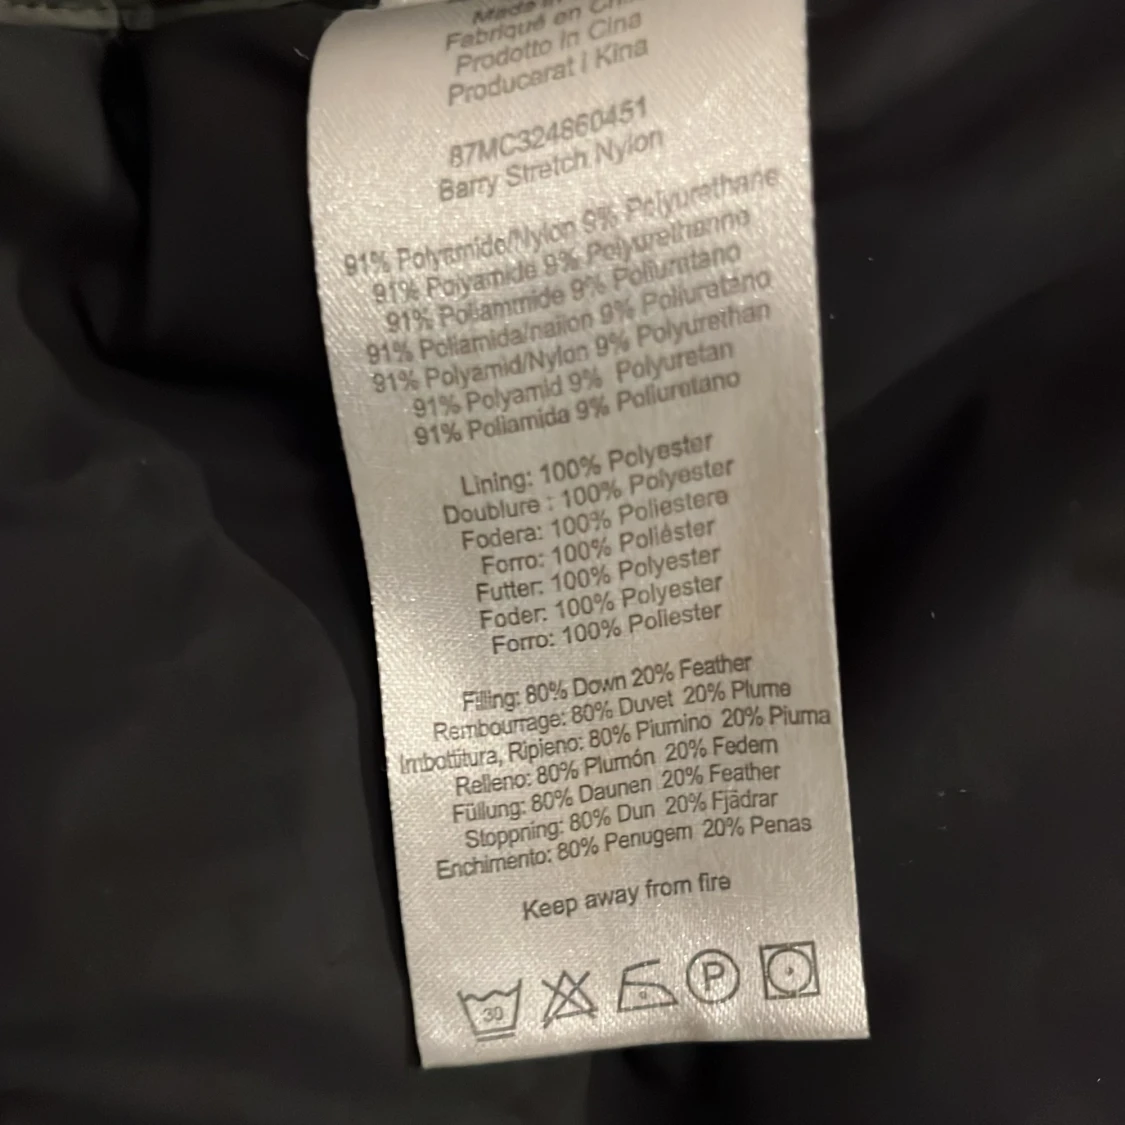 Made in
Fabriqué en Chi
Prodotto in Cina
Producerat i Kina
87MC324860451
Barry Stretch Nylon
91% Polyamide/Nylon 9% Polyurethane
91% Polyamide 9% Polyurethanne
91% Poliammide 9% Poliuretano
91% Poliamida/nailon 9% Poliuretano
91% Polyamid/Nylon 9% Polyurethan
91% Polyamid 9% Polyuretan
91% Poliamida 9% Poliuretano
Lining: 100% Polyester
Doublure : 100% Polyester
Fodera: 100% Poliestere
Forro: 100% Poliéster
Futter: 100% Polyester
Foder: 100% Polyester
Forro: 100% Poliester
Filling: 80% Down 20% Feather
Rembourrage: 80% Duvet 20% Plume
Imbottitura, Ripieno: 80% Piumino 20% Piuma
Relleno: 80% Plumón 20% Federn
Füllung: 80% Daunen 20% Feather
Stoppning: 80% Dun 20% Fjädrar
Enchimento: 80% Penugem 20% Penas
Keep away from fire
30 P